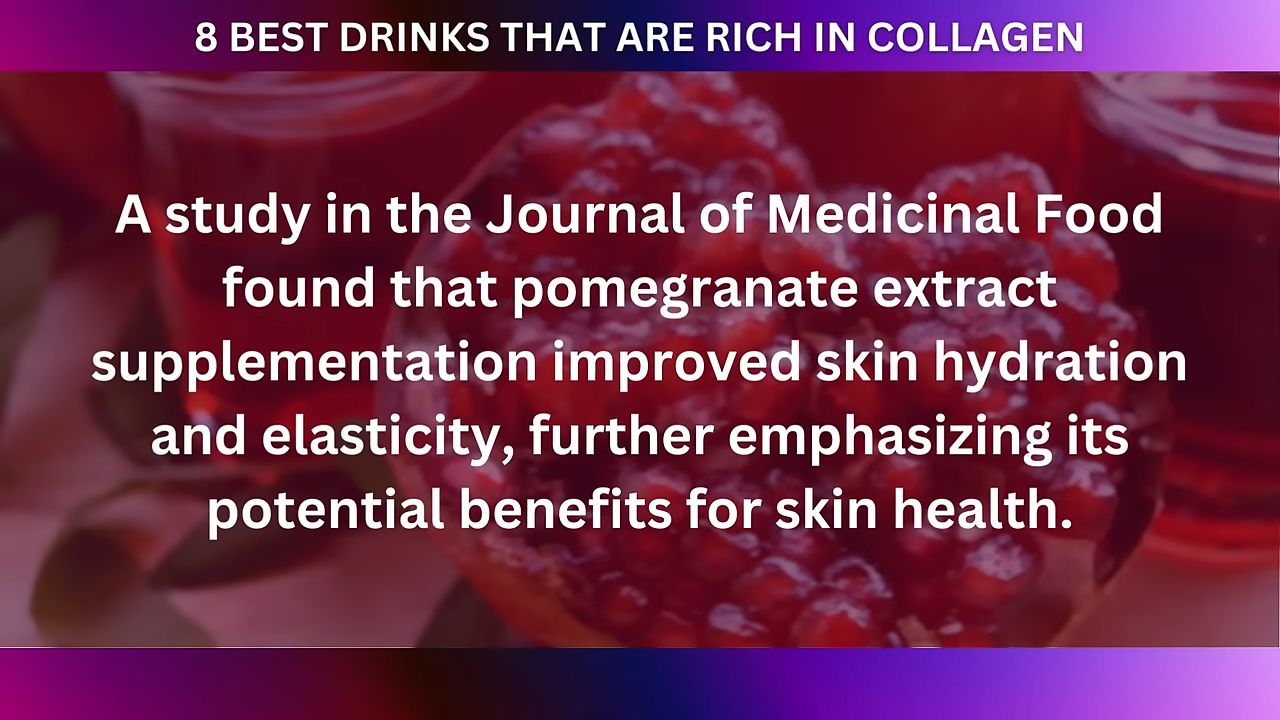 8 BEST DRINKS THAT ARE RICH IN COLLAGEN
A study in the Journal of Medicinal Food
found that pomegranate extract
supplementation improved skin hydration
and elasticity, further emphasizing its
potential benefits for skin health.